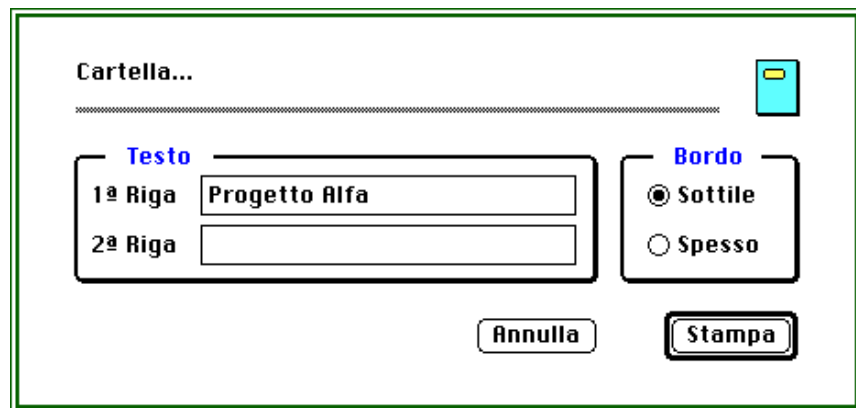 Cartella...
Testo
1ª Riga Progetto Alfa
2ª Riga
Bordo
Sottile
Spesso
Annulla Stampa